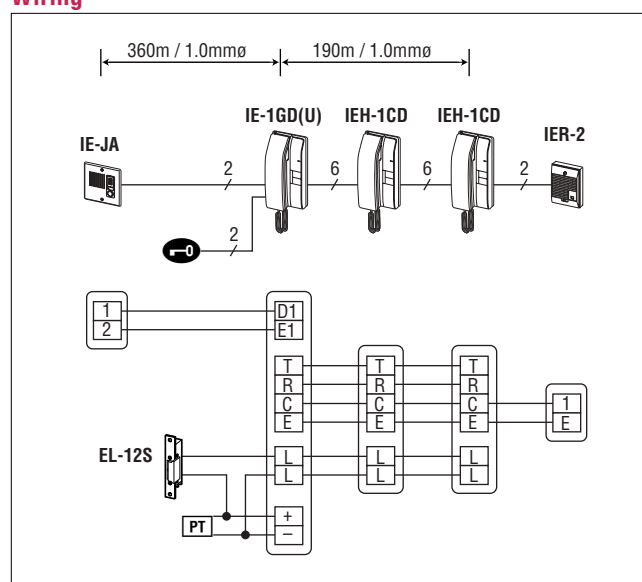 Wiring
360m / 1.0mmø 190m / 1.0mmø
IE-JA IE-1GD(U) IEH-1CD IEH-1CD IER-2
2 6 6 2
2
1 D1
2 E1
T T T
R R R
C C C 1
E E E E
EL-12S L L L
L L L
PT +
−